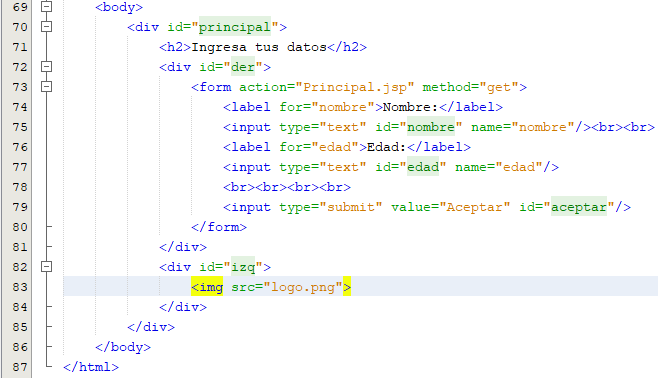 69 <body>
70 <div id="principal">
71 <h2>Ingresa tus datos</h2>
72 <div id="der">
73 <form action="Principal.jsp" method="get">
74 <label for="nombre">Nombre:</label>
75 <input type="text" id="nombre" name="nombre"/><br><br>
76 <label for="edad">Edad:</label>
77 <input type="text" id="edad" name="edad"/>
78 <br><br><br><br>
79 <input type="submit" value="Aceptar" id="aceptar"/>
80 </form>
81 </div>
82 <div id="izq">
83 <img src="logo.png">
84 </div>
85 </div>
86 </body>
87 </html>